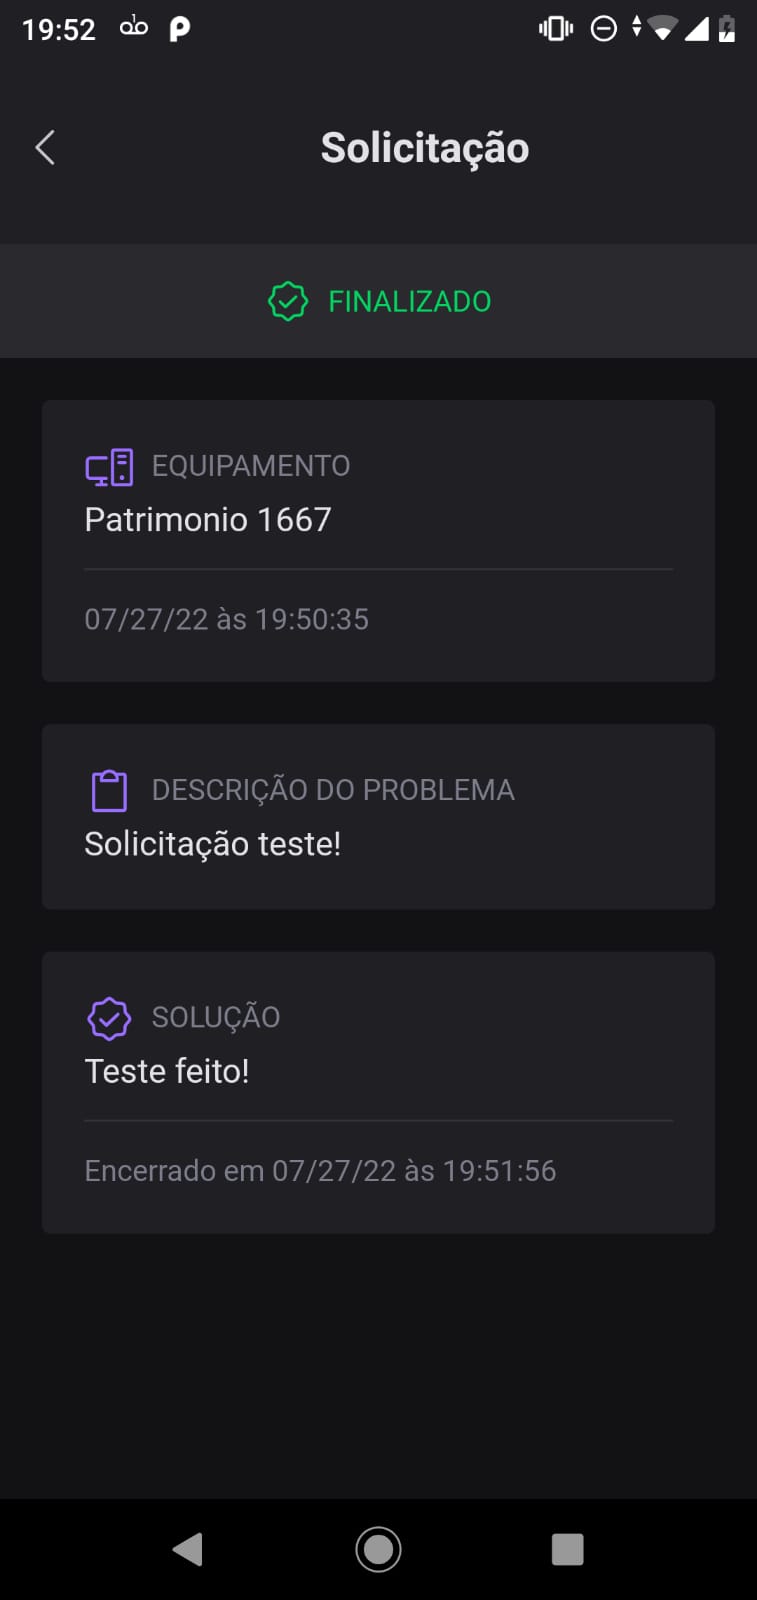 19:52
Solicitação
FINALIZADO
EQUIPAMENTO
Patrimonio 1667
07/27/22 às 19:50:35
DESCRIÇÃO DO PROBLEMA
Solicitação teste!
SOLUÇÃO
Teste feito!
Encerrado em 07/27/22 às 19:51:56